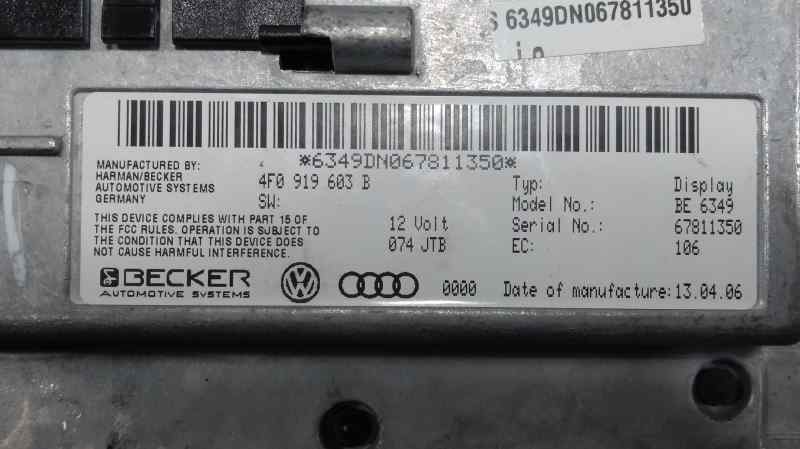 S 6349DN067811350
*6349DN067811350*
MANUFACTURED BY:
HARMAN/BECKER
AUTOMOTIVE SYSTEMS
GERMANY
4F0 919 603 B
SW:
Typ: Display
Model No.: BE 6349
Serial No.: 67811350
EC: 106
THIS DEVICE COMPLIES WITH PART 15 OF
THE FCC RULES. OPERATION IS SUBJECT TO
THE CONDITION THAT THIS DEVICE DOES
NOT CAUSE HARMFUL INTERFERENCE.
12 Volt
074 JTB
BECKER
AUTOMOTIVE SYSTEMS
0000
Date of manufacture: 13.04.06